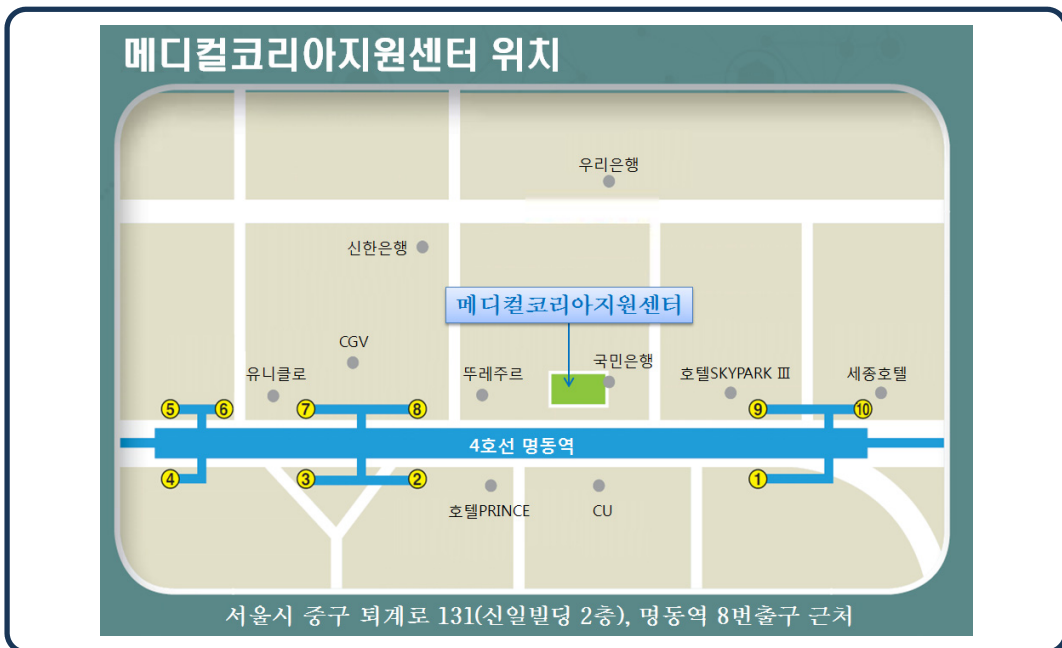 메디컬코리아지원센터 위치
우리은행
신한은행
메디컬코리아지원센터
CGV
국민은행
유니클로
뚜레쥬르
호텔SKYPARK Ⅲ
세종호텔
⑤ ⑥ ⑦ ⑧ ⑨ ⑩
4호선 명동역
④ ③ ② ①
호텔PRINCE
CU
서울시 중구 퇴계로 131(신일빌딩 2층), 명동역 8번출구 근처